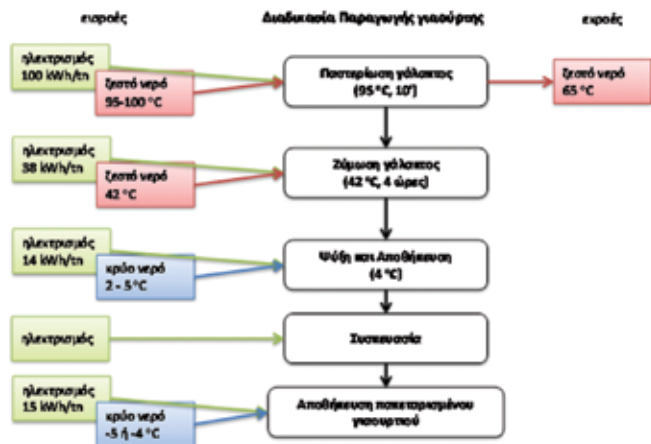 εισροές
Διαδικασία Παραγωγής γιαούρτης
εκροές
ηλεκτρισμός
100 kWh/tn
ζεστό νερό
95-100 °C
Παστερίωση γάλακτος
(95 °C, 10')
ζεστό νερό
65 °C
ηλεκτρισμός
38 kWh/tn
ζεστό νερό
42 °C
Ζύμωση γάλακτος
(42 °C, 4 ώρες)
ηλεκτρισμός
14 kWh/tn
κρύο νερό
2 - 5 °C
Ψύξη και Αποθήκευση
(4 °C)
ηλεκτρισμός
Συσκευασία
ηλεκτρισμός
15 kWh/tn
κρύο νερό
-5 ή -4 °C
Αποθήκευση πακεταρισμένου
γιαουρτιού